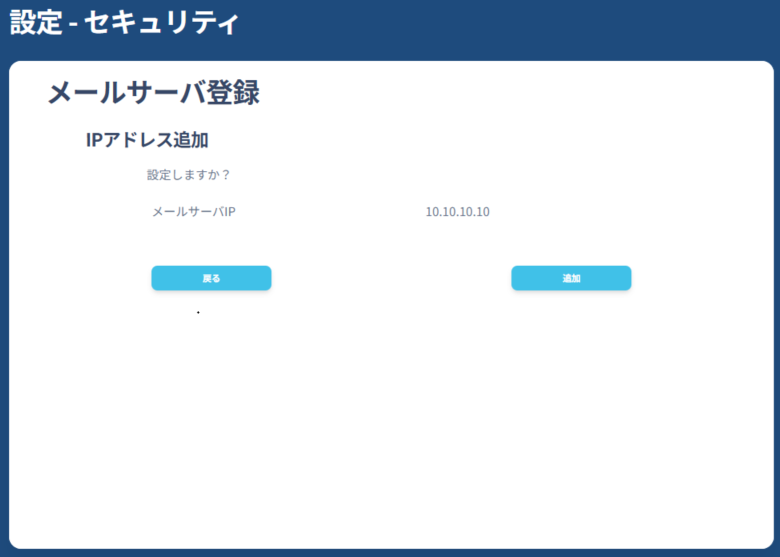 設定 - セキュリティ
メールサーバ登録
IPアドレス追加
設定しますか？
メールサーバIP 10.10.10.10
戻る 追加